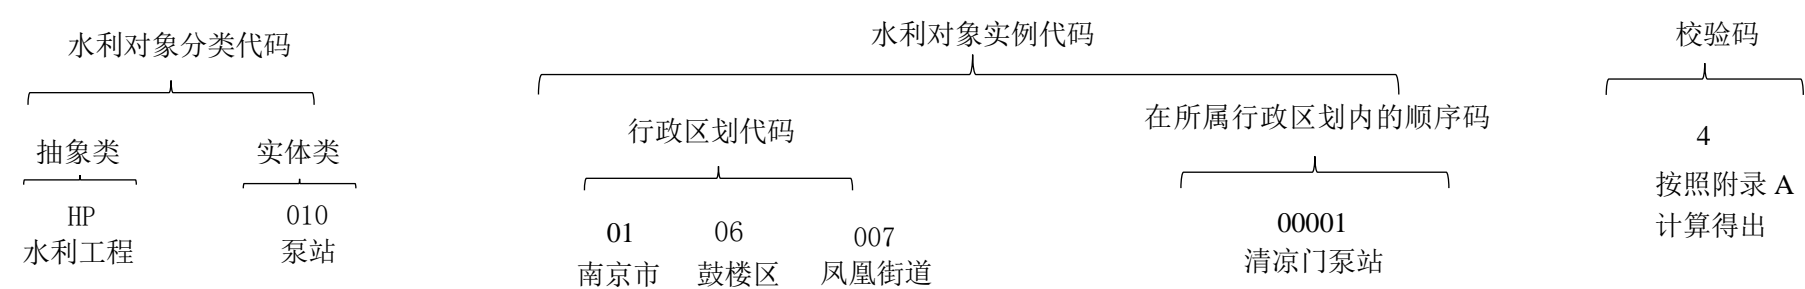 水利对象分类代码
水利对象实例代码
校验码
抽象类
实体类
行政区划代码
在所属行政区划内的顺序码
HP
水利工程
010
泵站
01
南京市
06
鼓楼区
007
凤凰街道
00001
清凉门泵站
4
按照附录 A
计算得出